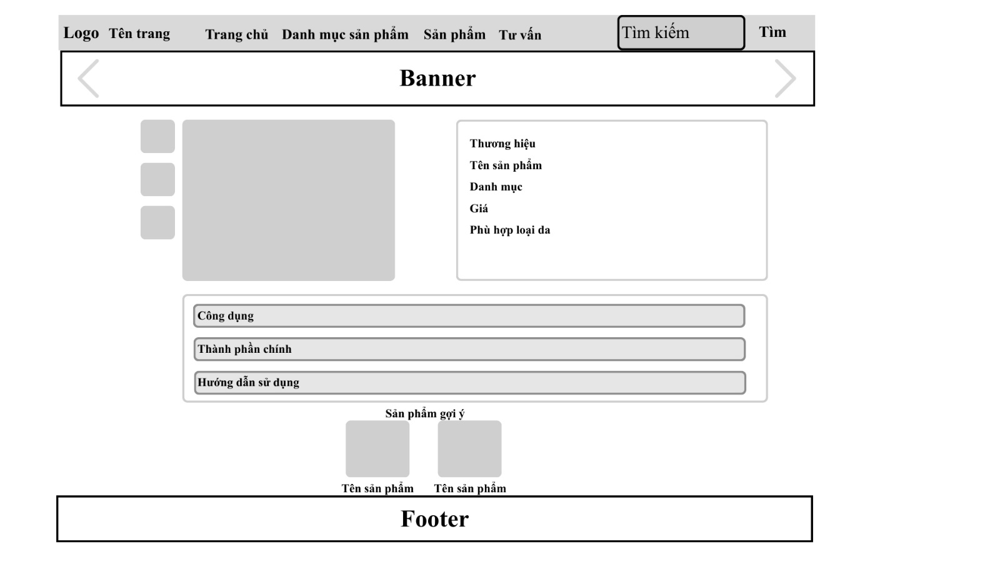 Logo Tên trang Trang chủ Danh mục sản phẩm Sản phẩm Tư vấn Tìm kiếm Tìm
Banner
Thương hiệu
Tên sản phẩm
Danh mục
Giá
Phù hợp loại da
Công dụng
Thành phần chính
Hướng dẫn sử dụng
Sản phẩm gợi ý
Tên sản phẩm Tên sản phẩm
Footer